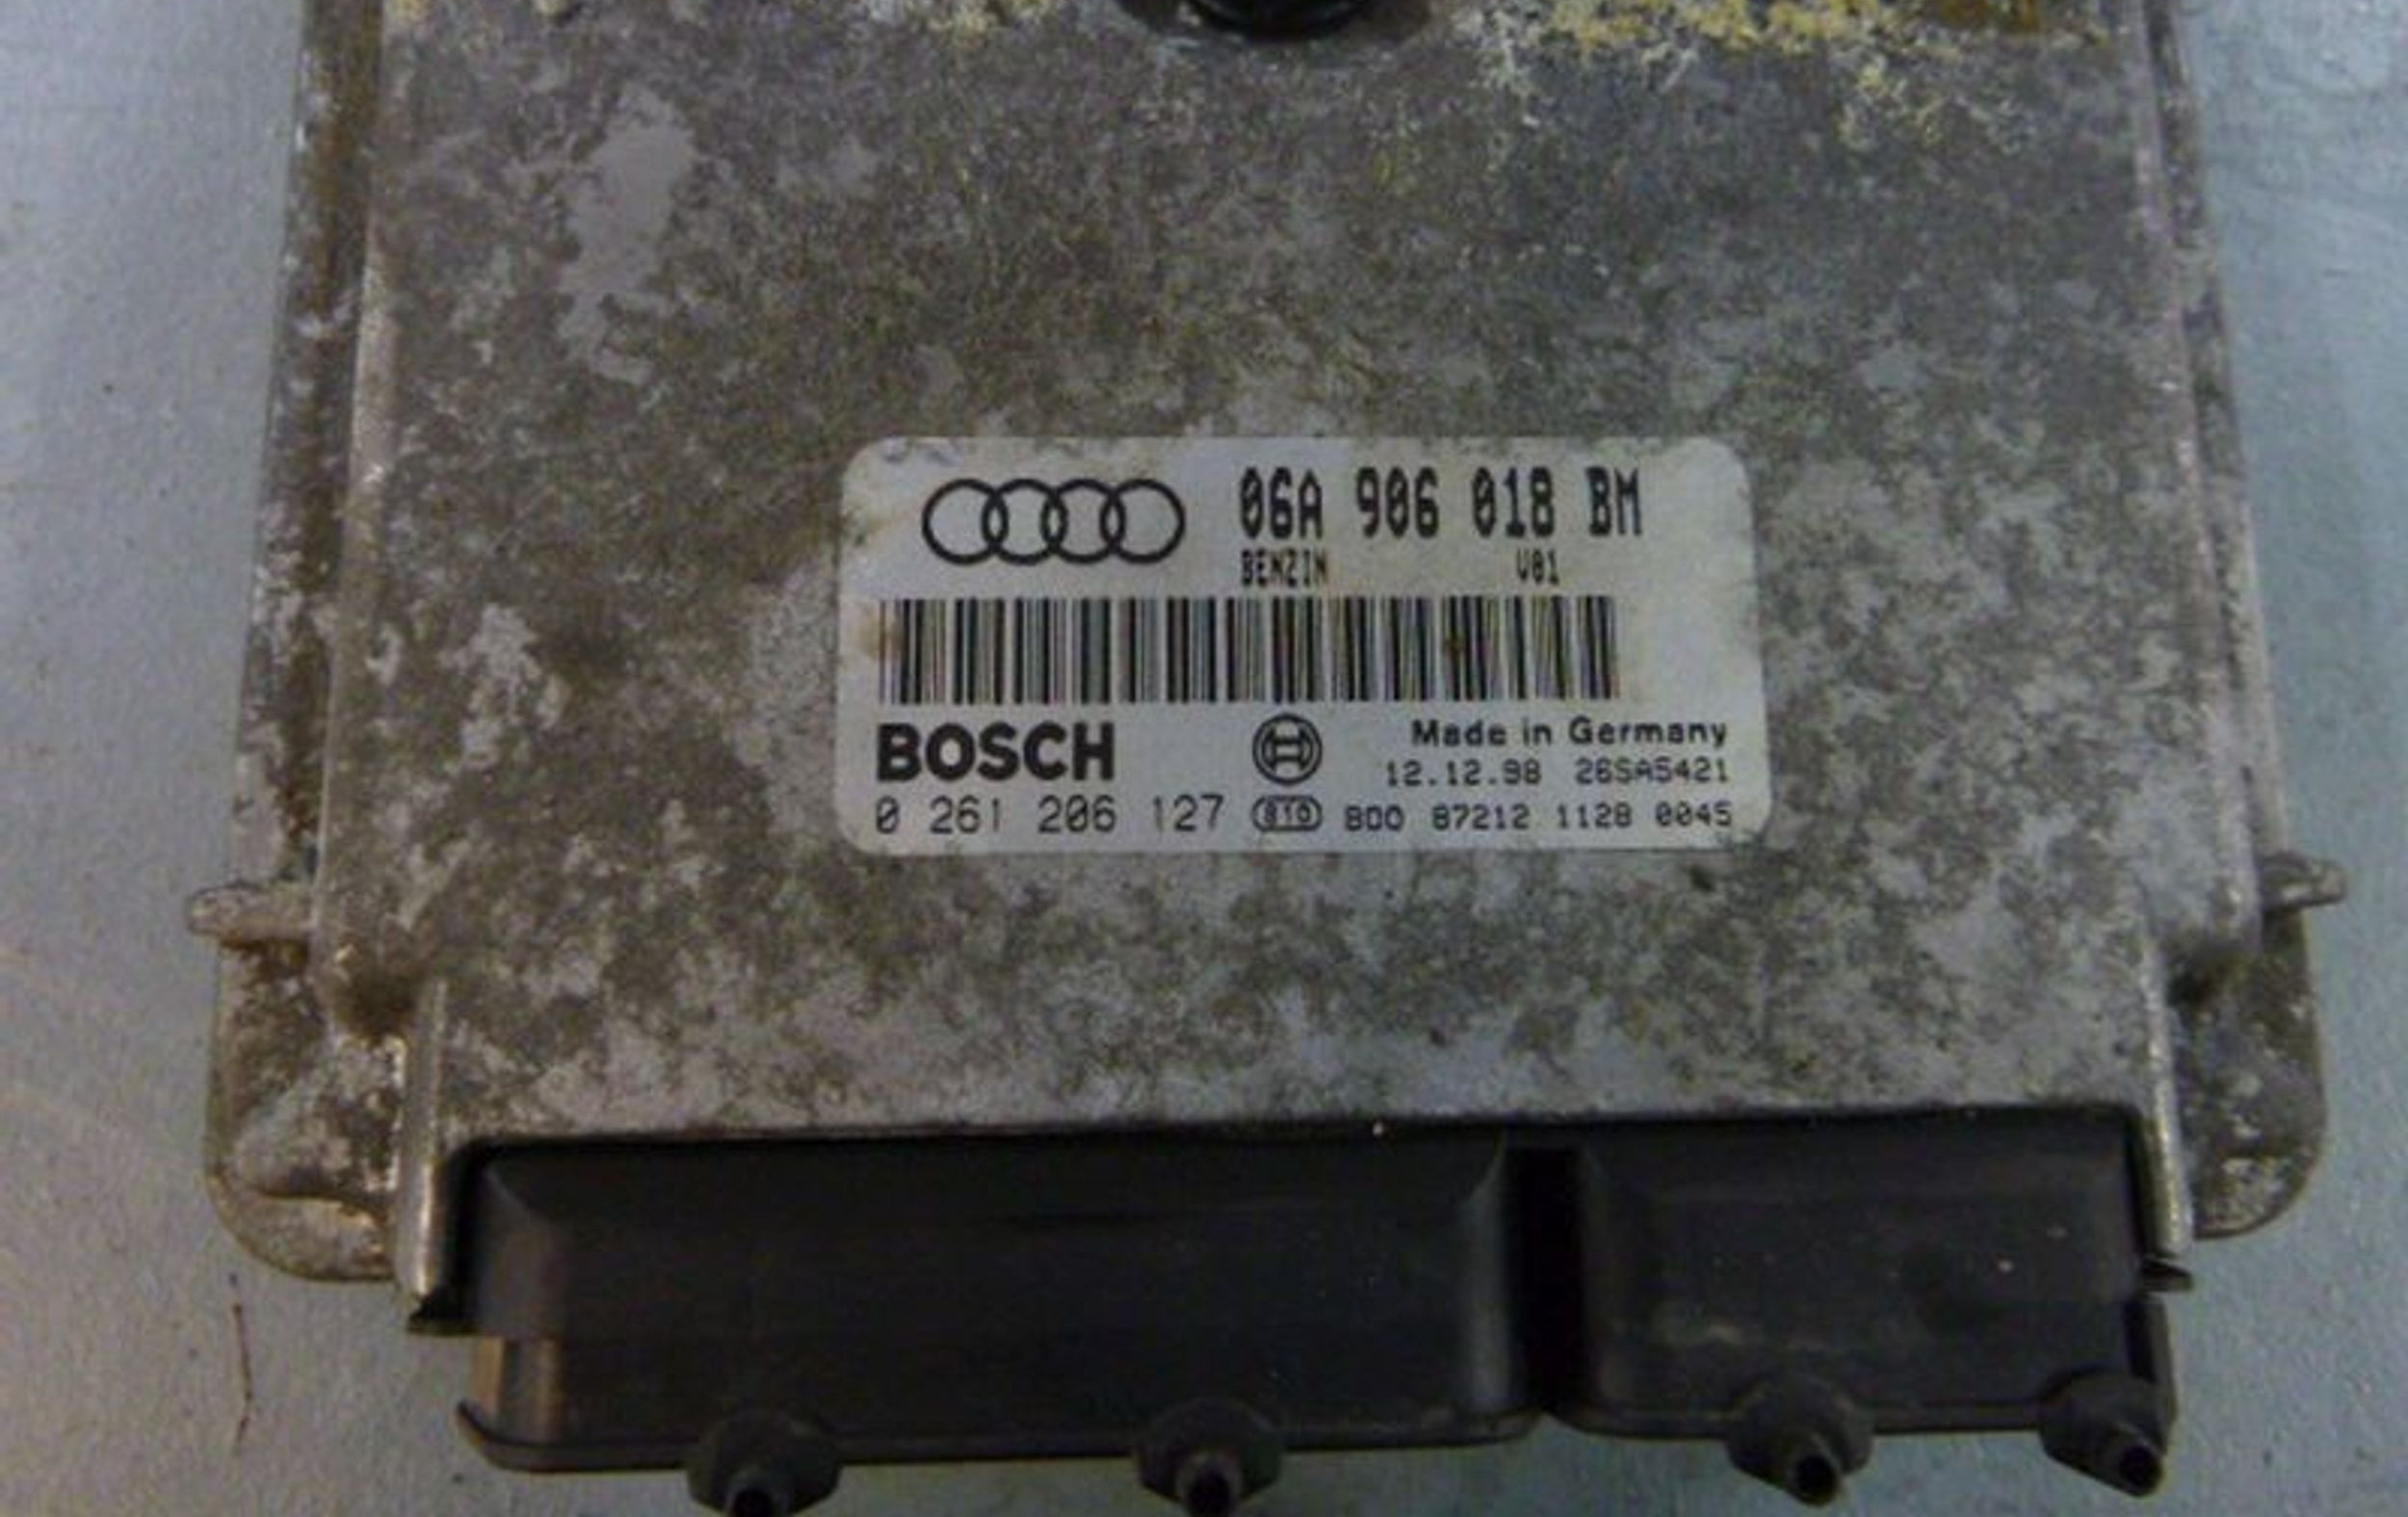 06A 906 018 BM
BENZIN V01
BOSCH
Made in Germany
12.12.98 26SA5421
0 261 206 127 810 BDO 87212 1128 0045